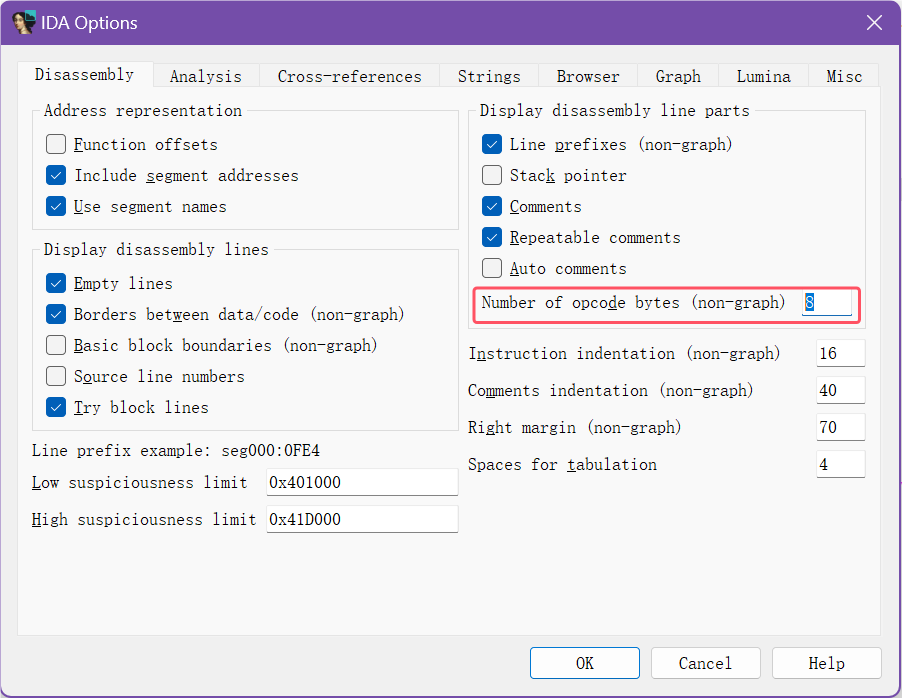 IDA Options
Disassembly Analysis Cross-references Strings Browser Graph Lumina Misc
Address representation
Function offsets
Include segment addresses
Use segment names
Display disassembly lines
Empty lines
Borders between data/code (non-graph)
Basic block boundaries (non-graph)
Source line numbers
Try block lines
Line prefix example: seg000:0FE4
Low suspiciousness limit 0x401000
High suspiciousness limit 0x41D000
Display disassembly line parts
Line prefixes (non-graph)
Stack pointer
Comments
Repeatable comments
Auto comments
Number of opcode bytes (non-graph) 8
Instruction indentation (non-graph) 16
Comments indentation (non-graph) 40
Right margin (non-graph) 70
Spaces for tabulation 4
OK Cancel Help